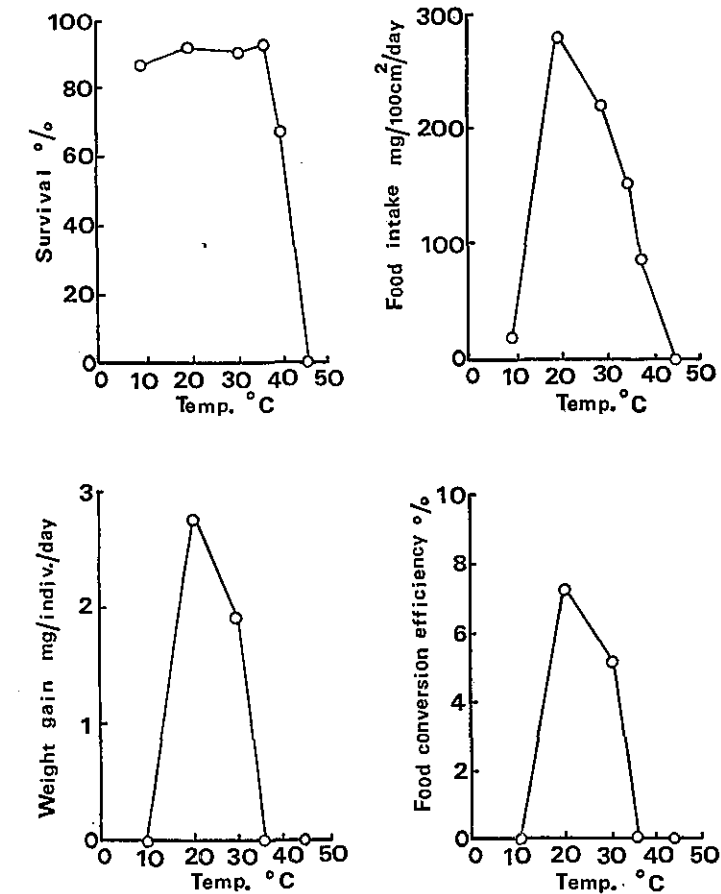 Survival %
100
80
60
40
20
0
0 10 20 30 40 50
Temp. °C
Food intake mg/100cm²/day
300
200
100
0
0 10 20 30 40 50
Temp. °C
Weight gain mg/indiv./day
3
2
1
0
0 10 20 30 40 50
Temp. °C
Food conversion efficiency %
10
8
6
4
2
0
0 10 20 30 40 50
Temp. °C